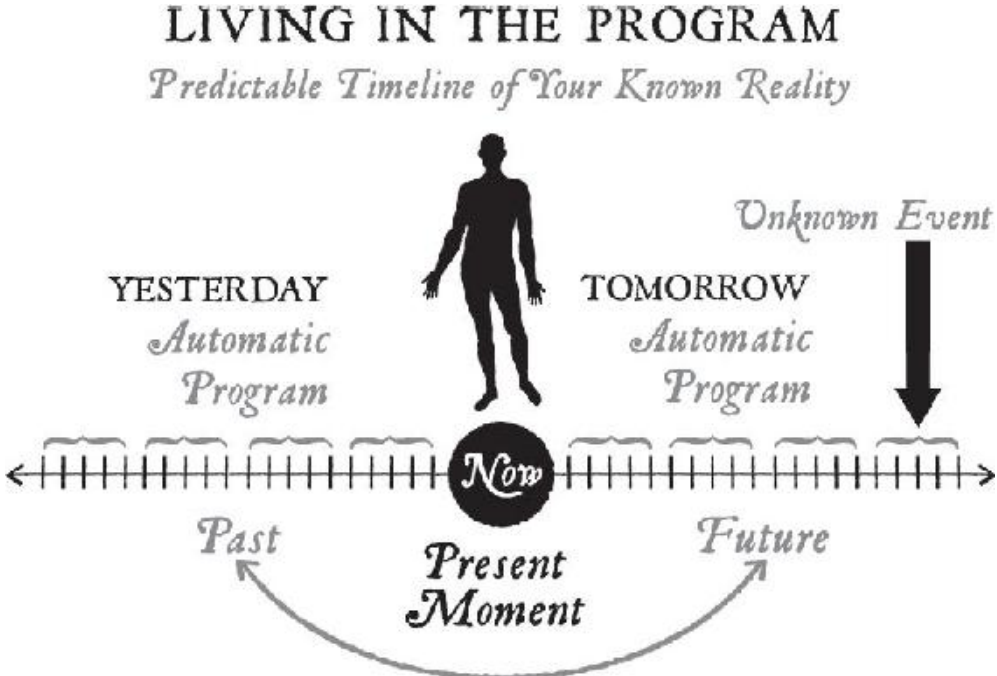 LIVING IN THE PROGRAM
Predictable Timeline of Your Known Reality
Unknown Event
YESTERDAY
Automatic
Program
TOMORROW
Automatic
Program
Now
Past
Present
Moment
Future